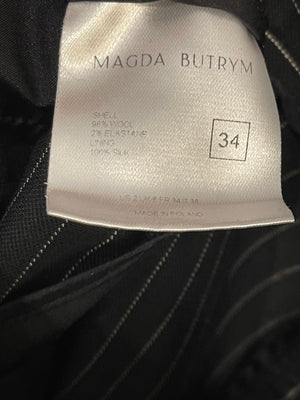 MAGDA BUTRYM
SHELL
98% WOOL
2% ELASTANE
LINING
100% SILK
34
MADE IN POLAND